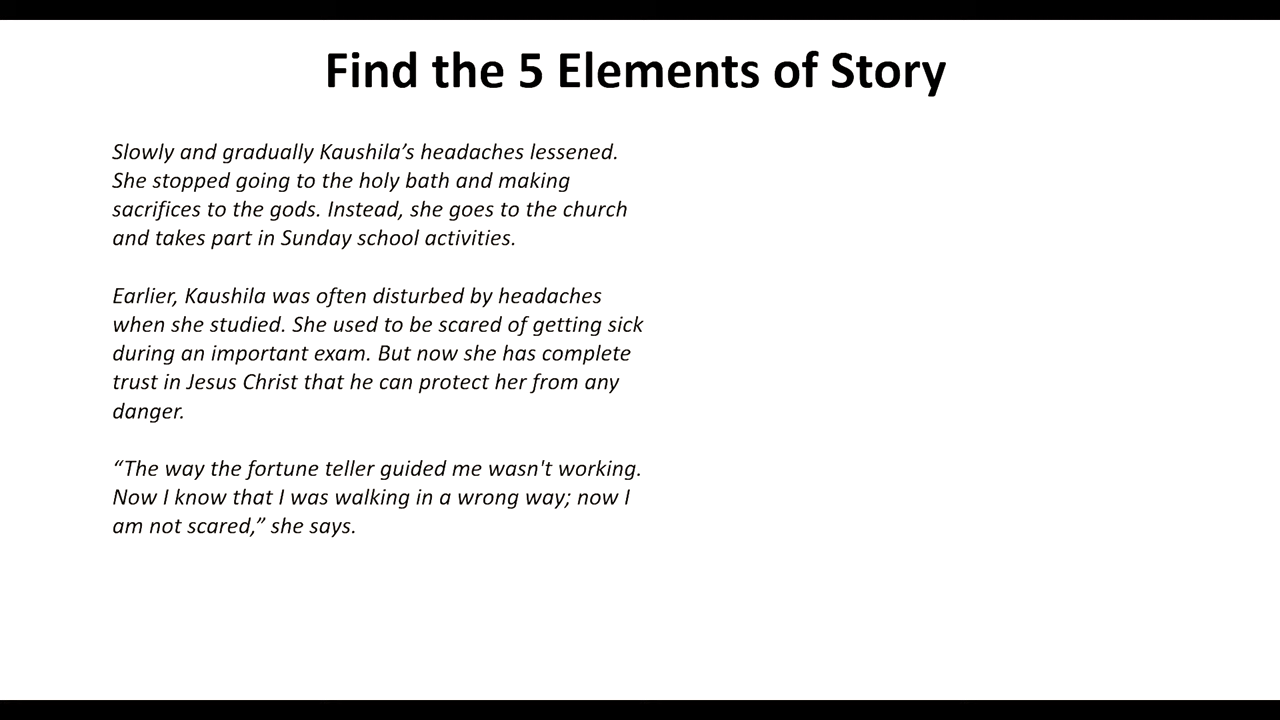 Find the 5 Elements of Story
Slowly and gradually Kaushila’s headaches lessened.
She stopped going to the holy bath and making
sacrifices to the gods. Instead, she goes to the church
and takes part in Sunday school activities.
Earlier, Kaushila was often disturbed by headaches
when she studied. She used to be scared of getting sick
during an important exam. But now she has complete
trust in Jesus Christ that he can protect her from any
danger.
“The way the fortune teller guided me wasn't working.
Now I know that I was walking in a wrong way; now I
am not scared,” she says.